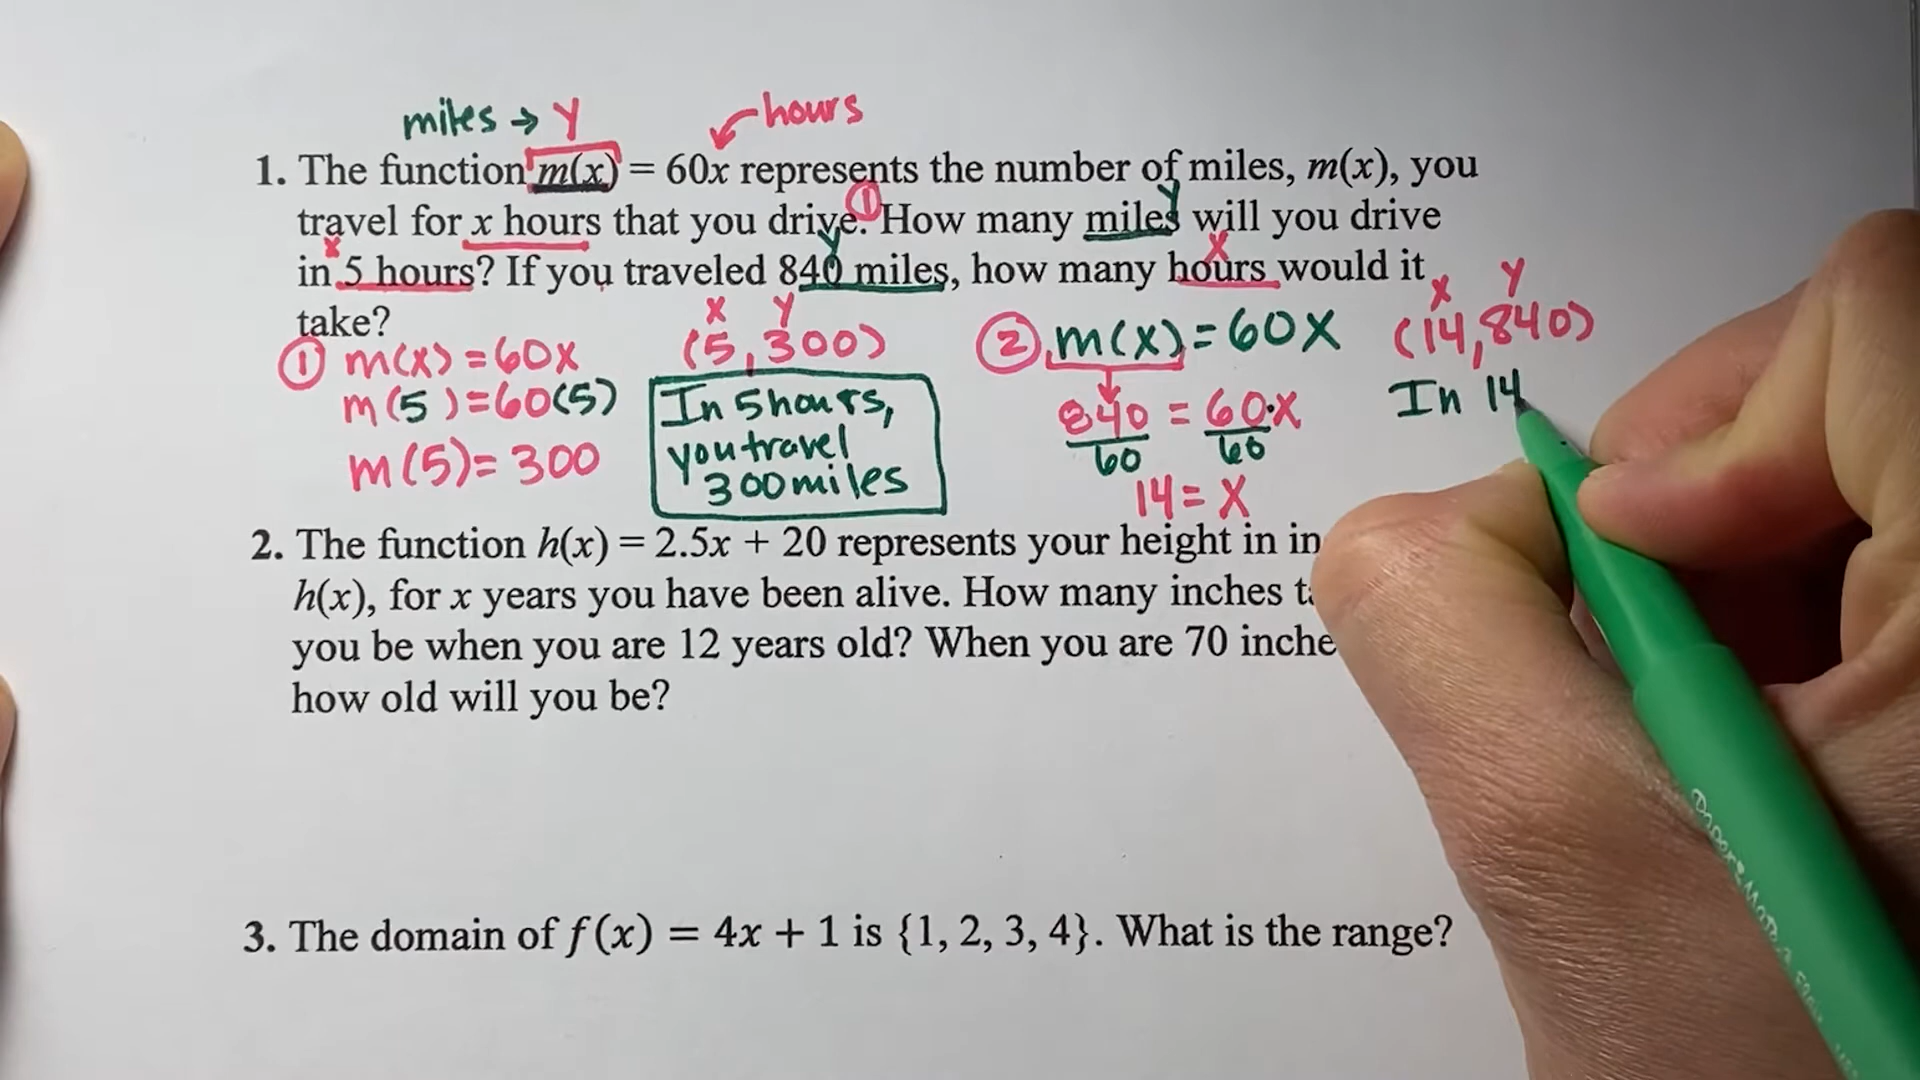 miles → Y
hours
1. The function m(x) = 60x represents the number of miles, m(x), you
travel for x hours that you drive. ① How many miles will you drive
in 5 hours? If you traveled 840 miles, how many hours would it
take?
x
Y
Y
x
① m(x) = 60x
m(5) = 60(5)
m(5) = 300
x Y
(5, 300)
In 5 hours,
you travel
300 miles
② m(x) = 60x
840 = 60·x
60 60
14 = x
x Y
(14, 840)
In 14
2. The function h(x) = 2.5x + 20 represents your height in in
h(x), for x years you have been alive. How many inches
you be when you are 12 years old? When you are 70 inche
how old will you be?
3. The domain of f(x) = 4x + 1 is {1, 2, 3, 4}. What is the range?